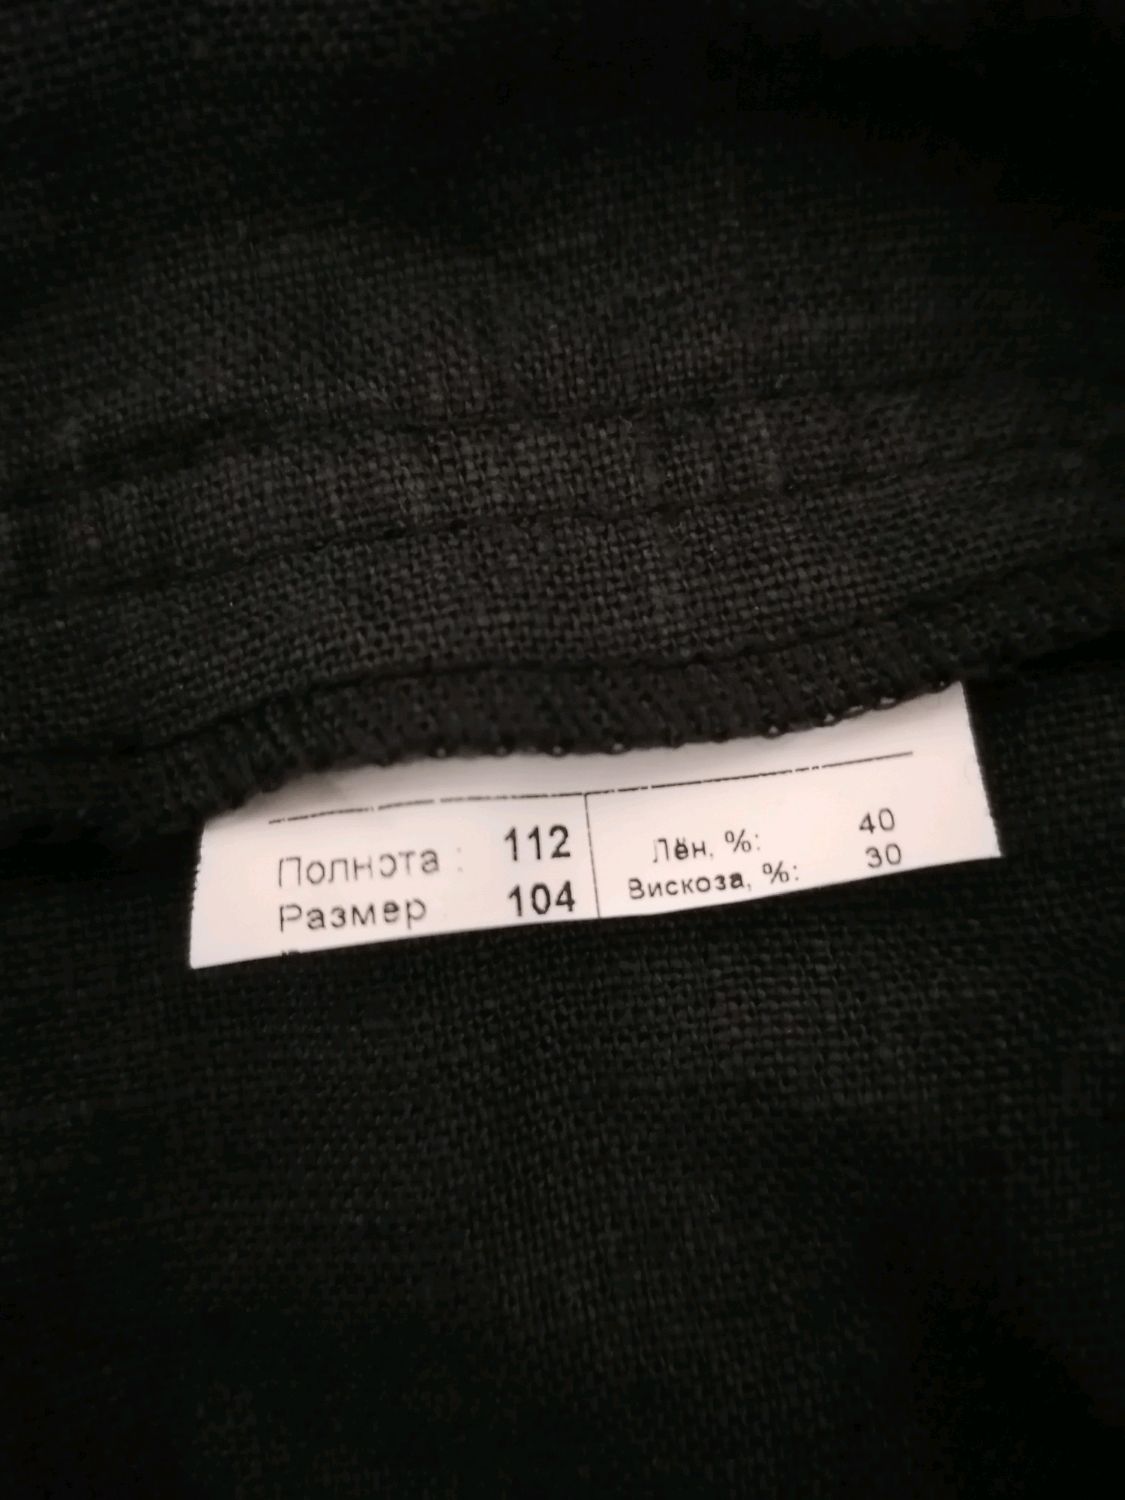 Полнота : 112
Размер 104
Лён, %: 40
Вискоза, %: 30